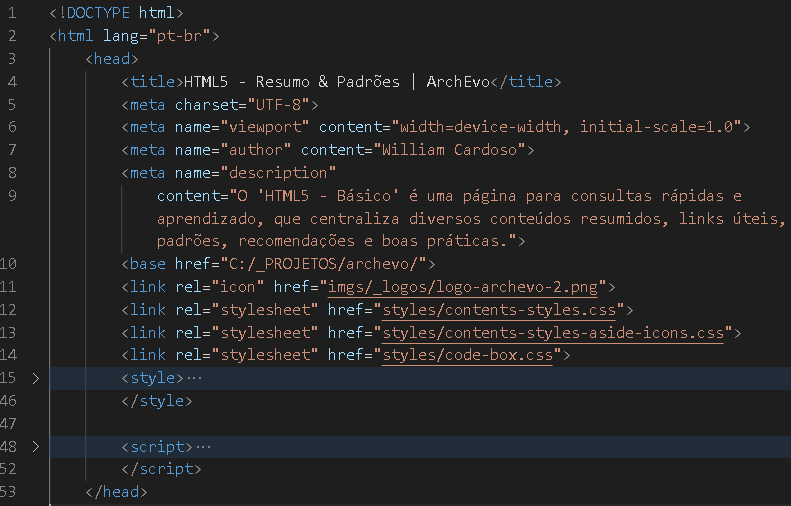 1 <!DOCTYPE html>
2 <html lang="pt-br">
3 <head>
4 <title>HTML5 - Resumo & Padrões | ArchEvo</title>
5 <meta charset="UTF-8">
6 <meta name="viewport" content="width=device-width, initial-scale=1.0">
7 <meta name="author" content="William Cardoso">
8 <meta name="description"
9 content="O 'HTML5 - Básico' é uma página para consultas rápidas e
aprendizado, que centraliza diversos conteúdos resumidos, links úteis,
padrões, recomendações e boas práticas.">
10 <base href="C:/_PROJETOS/archevo/">
11 <link rel="icon" href="imgs/_logos/logo-archevo-2.png">
12 <link rel="stylesheet" href="styles/contents-styles.css">
13 <link rel="stylesheet" href="styles/contents-styles-aside-icons.css">
14 <link rel="stylesheet" href="styles/code-box.css">
15 > <style>…
46 </style>
47
48 > <script>…
52 </script>
53 </head>